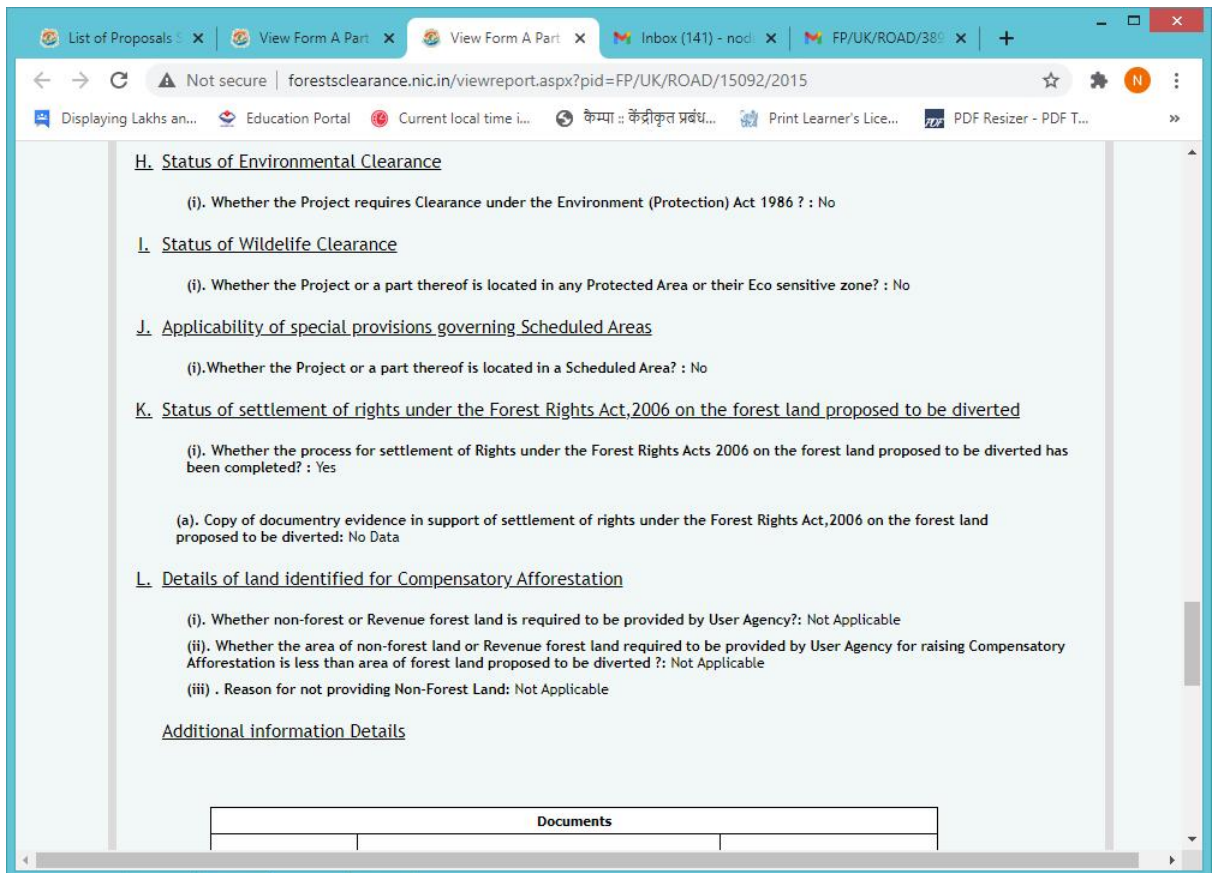 List of Proposals S
View Form A Part
View Form A Part
Inbox (141) - nod
FP/UK/ROAD/389
Not secure | forestsclearance.nic.in/viewreport.aspx?pid=FP/UK/ROAD/15092/2015
N
Displaying Lakhs an...
Education Portal
Current local time i...
कैम्पा :: केंद्रीकृत प्रबंध...
Print Learner's Lice...
PDF
PDF Resizer - PDF T...
»
H. Status of Environmental Clearance
(i). Whether the Project requires Clearance under the Environment (Protection) Act 1986 ? : No
I. Status of Wildelife Clearance
(i). Whether the Project or a part thereof is located in any Protected Area or their Eco sensitive zone? : No
J. Applicability of special provisions governing Scheduled Areas
(i).Whether the Project or a part thereof is located in a Scheduled Area? : No
K. Status of settlement of rights under the Forest Rights Act,2006 on the forest land proposed to be diverted
(i). Whether the process for settlement of Rights under the Forest Rights Acts 2006 on the forest land proposed to be diverted has
been completed? : Yes
(a). Copy of documentry evidence in support of settlement of rights under the Forest Rights Act,2006 on the forest land
proposed to be diverted: No Data
L. Details of land identified for Compensatory Afforestation
(i). Whether non-forest or Revenue forest land is required to be provided by User Agency?: Not Applicable
(ii). Whether the area of non-forest land or Revenue forest land required to be provided by User Agency for raising Compensatory
Afforestation is less than area of forest land proposed to be diverted ?: Not Applicable
(iii) . Reason for not providing Non-Forest Land: Not Applicable
Additional information Details
Documents